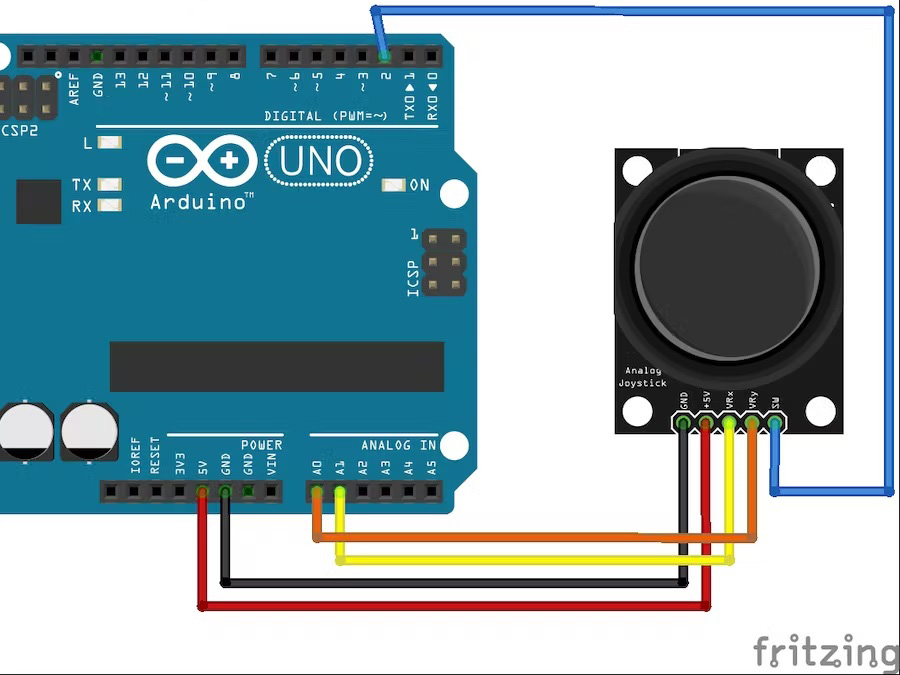 AREF
GND
13
12
~11
~10
~9
8
7
~6
~5
4
~3
2
TX0▶1
RX0◀0
DIGITAL (PWM=~)
ICSP2
L
TX
RX
UNO
Arduino™
ON
1
ICSP
Analog
Joystick
GND
+5V
VRx
VRy
SW
POWER
ANALOG IN
IOREF
RESET
3V3
5V
GND
GND
VIN
A0
A1
A2
A3
A4
A5
fritzing